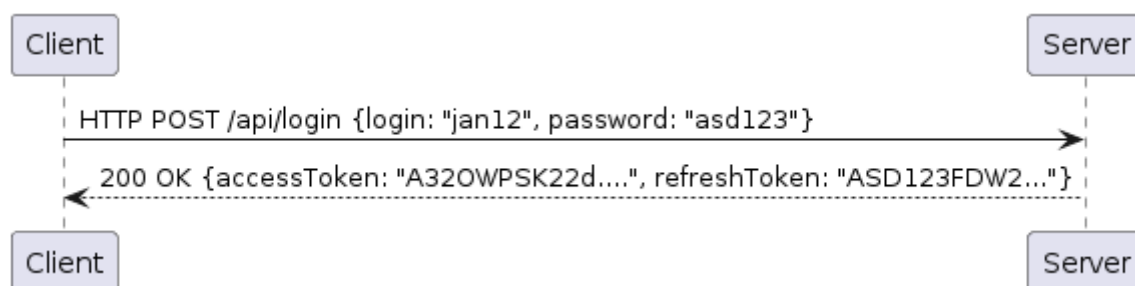 Client
Server
HTTP POST /api/login {login: "jan12", password: "asd123"}
200 OK {accessToken: "A32OWPSK22d....", refreshToken: "ASD123FDW2..."}
Client
Server